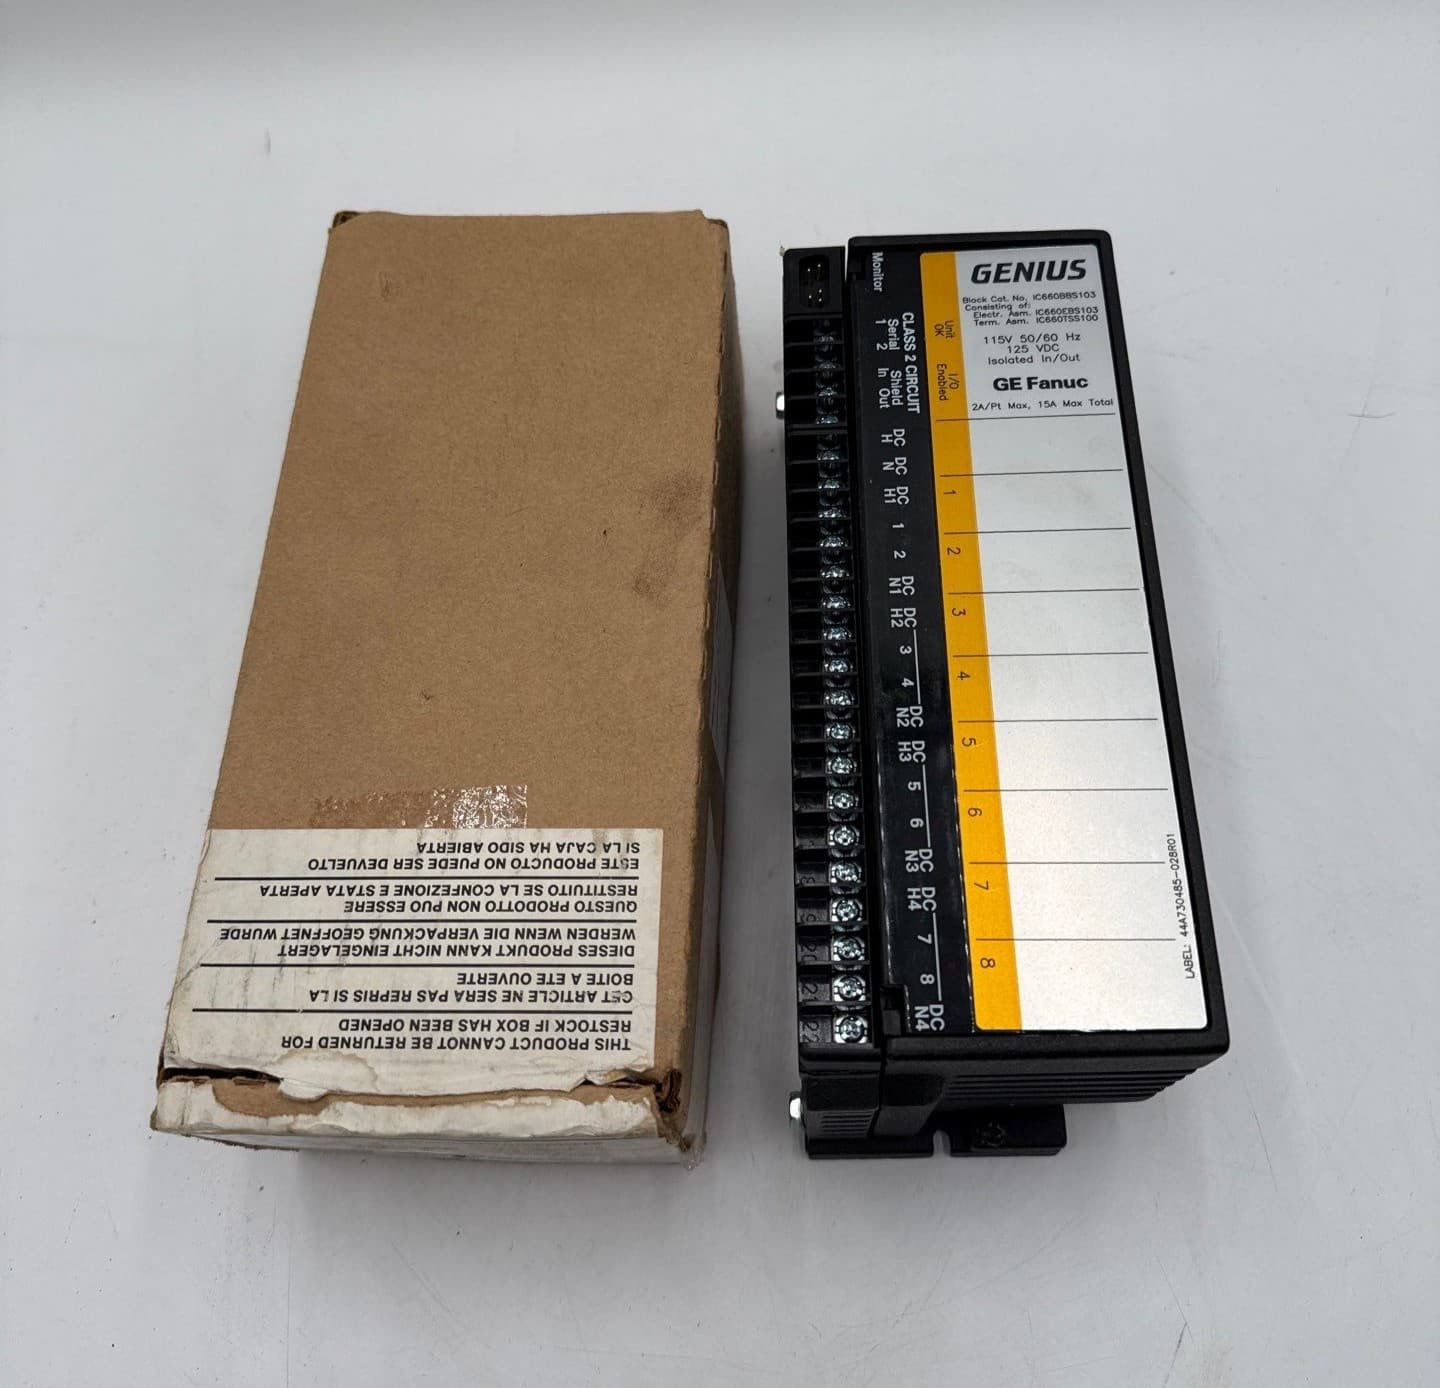 GENIUS
Block Cat. No. IC660BBS103
Consisting of:
Electr. Asm. IC660EBS103
Term. Asm. IC660TSS100
115V 50/60 Hz
125 VDC
Isolated In/Out
GE Fanuc
2A/Pt Max, 15A Max Total
Unit
OK
I/O
Enabled
1
2
3
4
5
6
7
8
LABEL: 44A730485-028R01
Monitor
CLASS 2 CIRCUIT
Serial
1 2
Shield
In Out
DC
H
DC
N
DC
H1
1
2
DC
N1
DC
H2
3
4
DC
N2
DC
H3
5
6
DC
N3
DC
H4
7
8
DC
N4
22
THIS PRODUCT CANNOT BE RETURNED FOR
RESTOCK IF BOX HAS BEEN OPENED
CET ARTICLE NE SERA PAS REPRIS SI LA
BOITE A ETE OUVERTE
DIESES PRODUKT KANN NICHT EINGELAGERT
WERDEN WENN DIE VERPACKUNG GEOFFNET WURDE
QUESTO PRODOTTO NON PUO ESSERE
RESTITUITO SE LA CONFEZIONE E STATA APERTA
ESTE PRODUCTO NO PUEDE SER DEVUELTO
SI LA CAJA HA SIDO ABIERTA